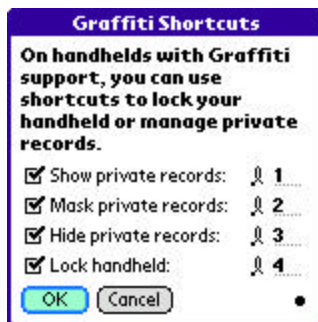 Graffiti Shortcuts
On handhelds with Graffiti
support, you can use
shortcuts to lock your
handheld or manage private
records.
Show private records: 1
Mask private records: 2
Hide private records: 3
Lock handheld: 4
OK Cancel